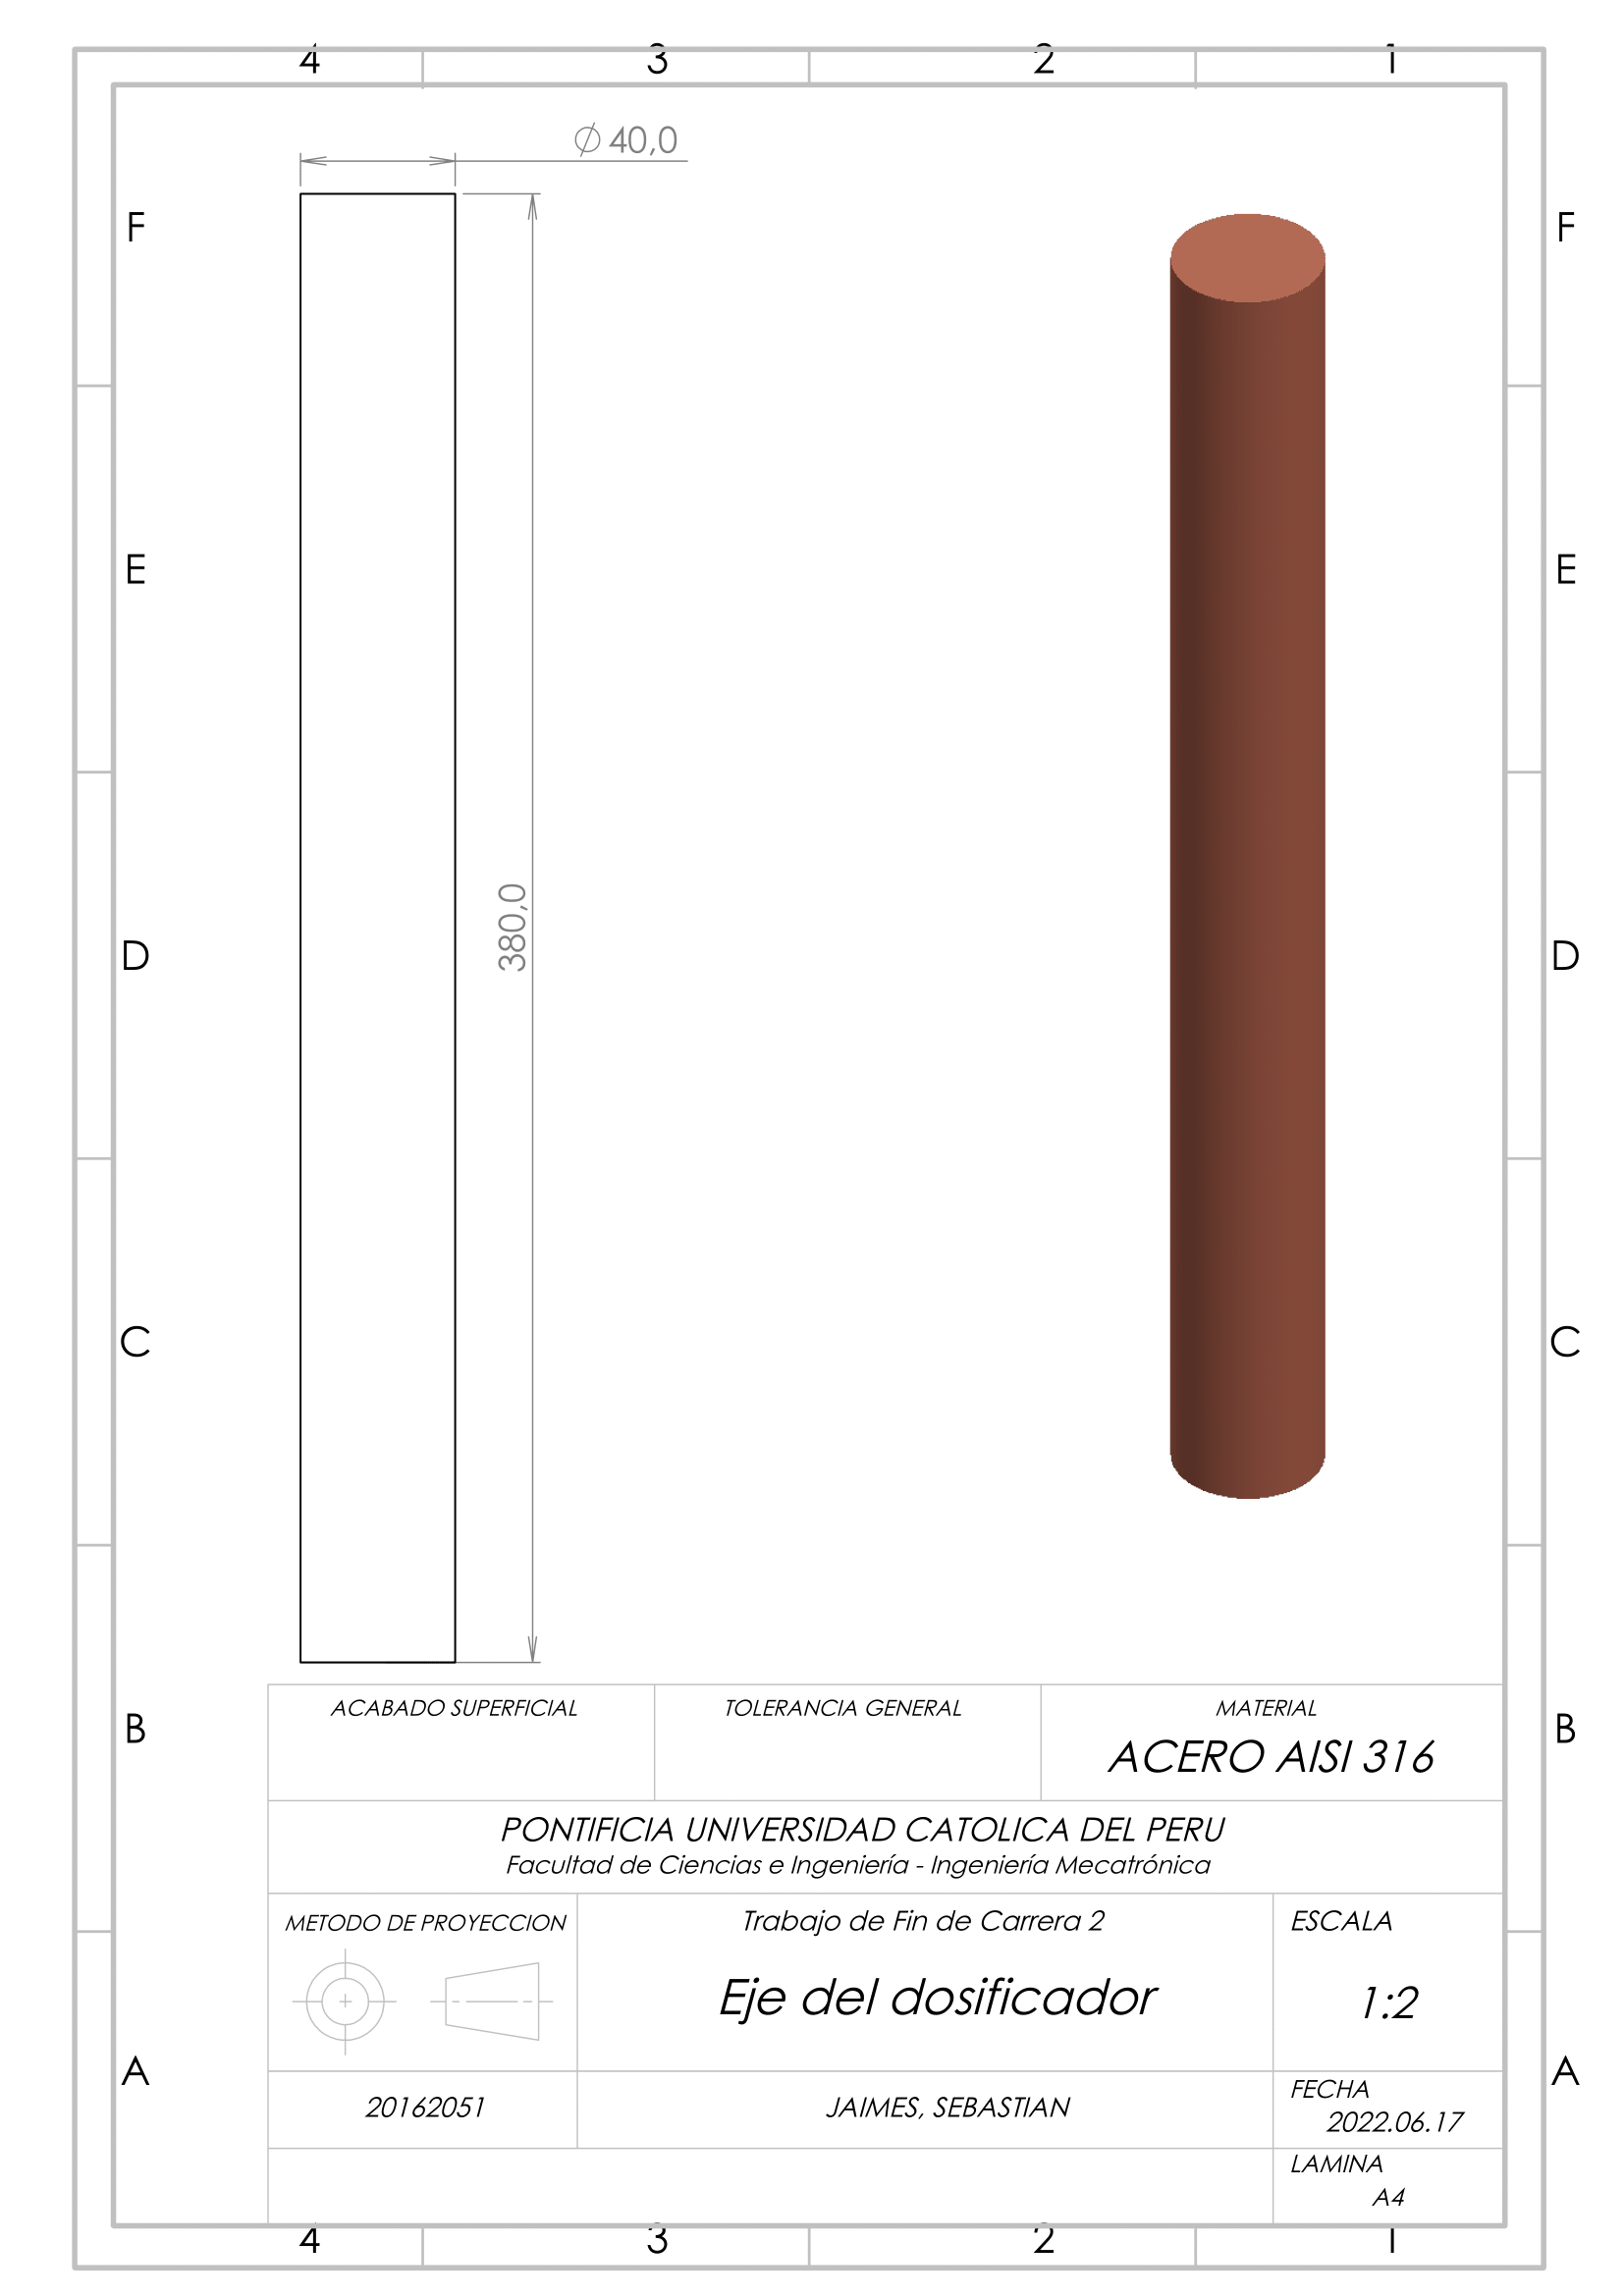 4 3 2 1
Ø40,0
F F
E E
380,0
D D
C C
ACABADO SUPERFICIAL TOLERANCIA GENERAL MATERIAL
B B
ACERO AISI 316
PONTIFICIA UNIVERSIDAD CATOLICA DEL PERU
Facultad de Ciencias e Ingeniería - Ingeniería Mecatrónica
METODO DE PROYECCION
Trabajo de Fin de Carrera 2
Eje del dosificador
ESCALA
1:2
A A
20162051
JAIMES, SEBASTIAN
FECHA
2022.06.17
LAMINA
A4
4 3 2 1